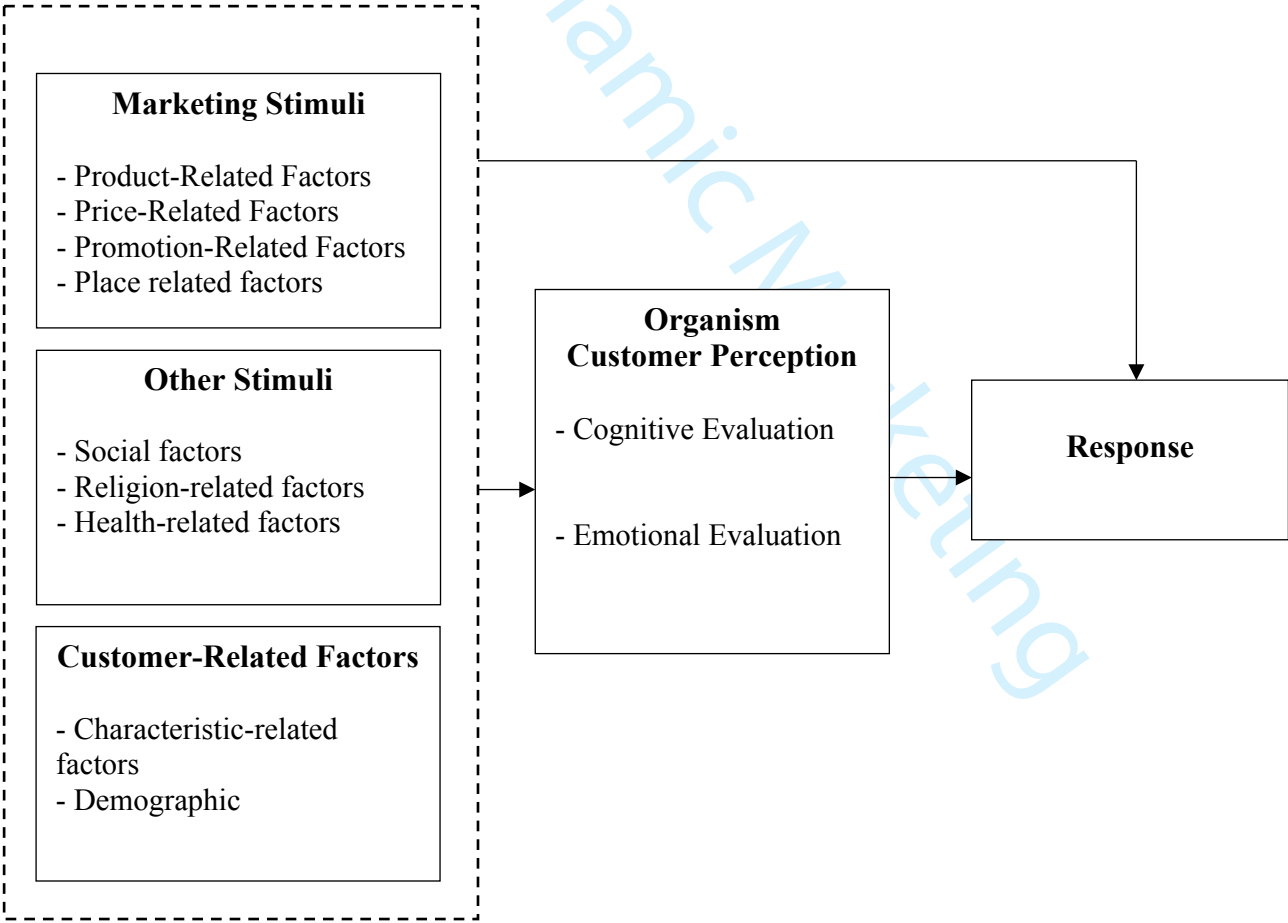 Marketing Stimuli
- Product-Related Factors
- Price-Related Factors
- Promotion-Related Factors
- Place related factors
Other Stimuli
- Social factors
- Religion-related factors
- Health-related factors
Customer-Related Factors
- Characteristic-related
factors
- Demographic
Organism
Customer Perception
- Cognitive Evaluation
- Emotional Evaluation
Response